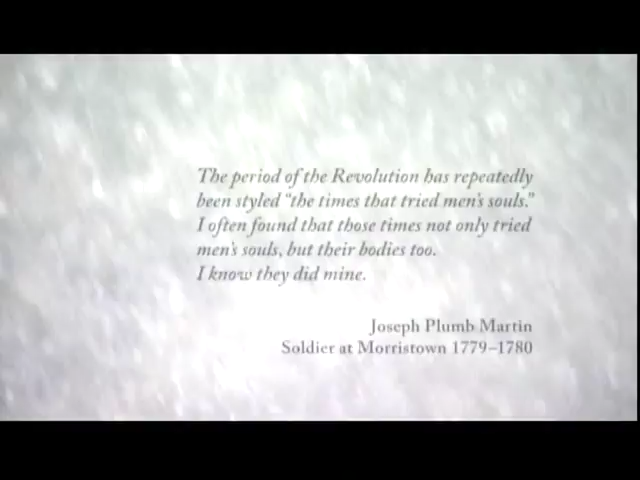 The period of the Revolution has repeatedly
been styled “the times that tried men’s souls.”
I often found that those times not only tried
men’s souls, but their bodies too.
I know they did mine.
Joseph Plumb Martin
Soldier at Morristown 1779–1780